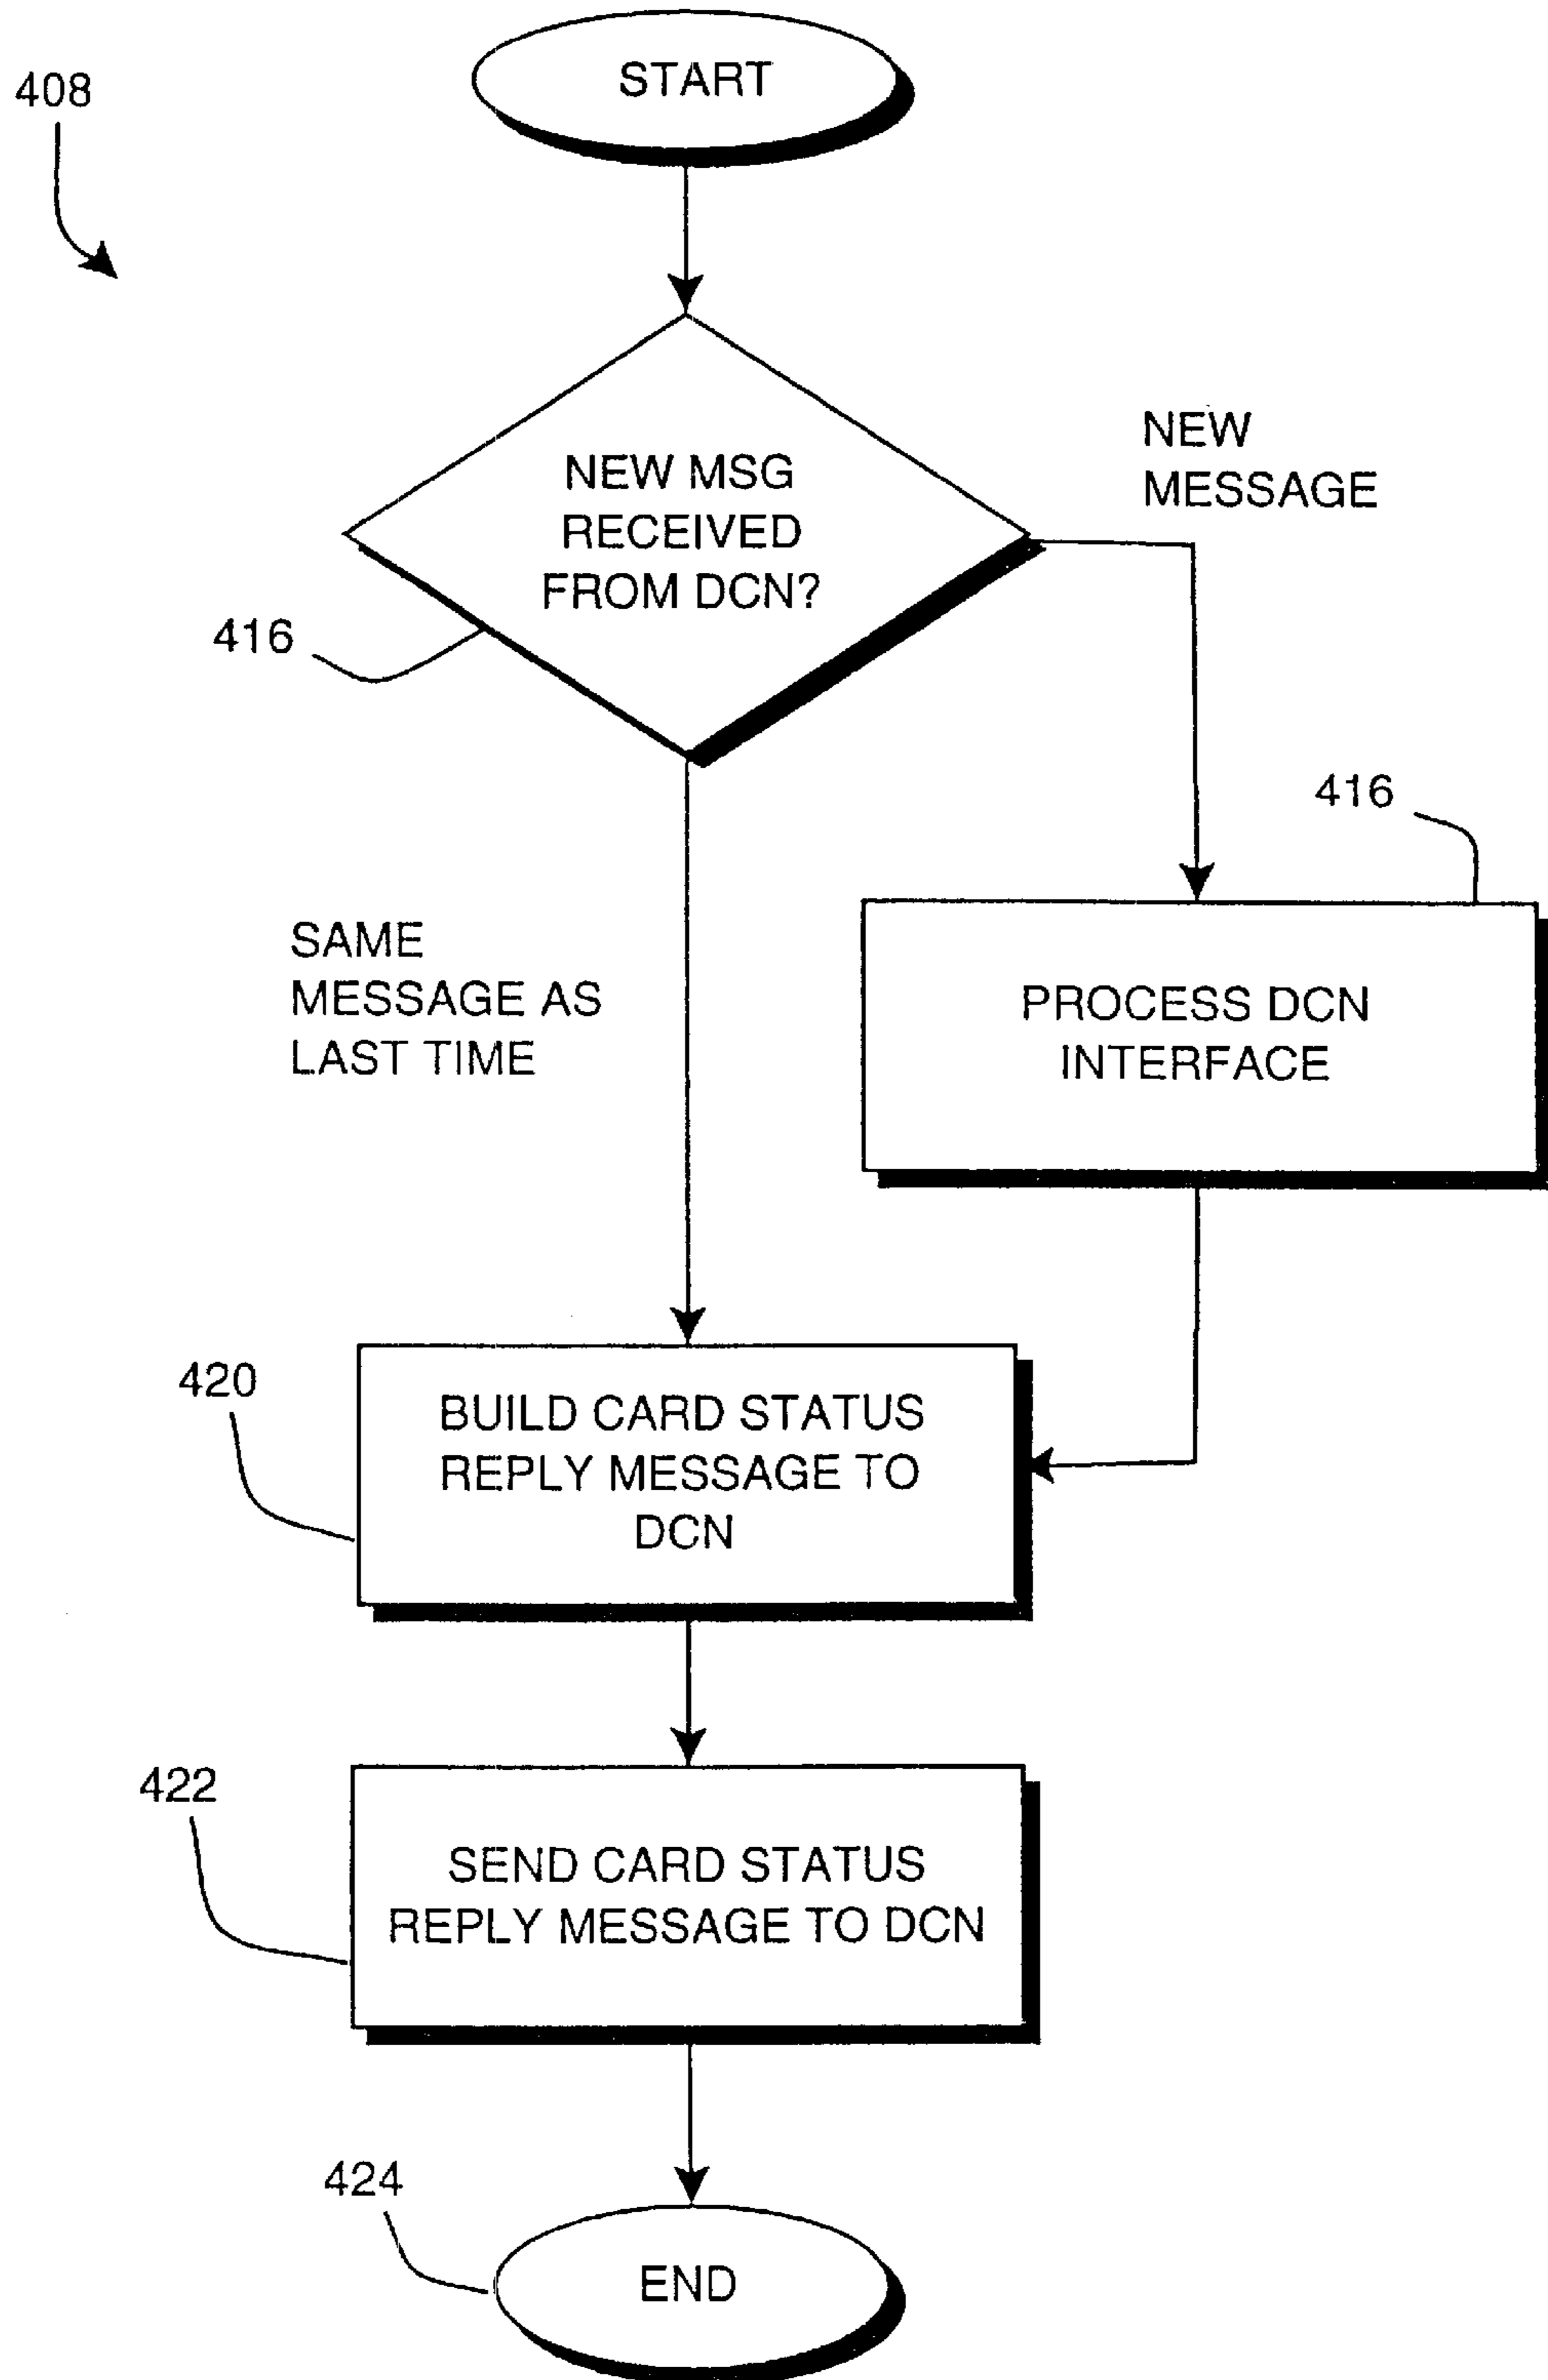 START
408
NEW MSG
RECEIVED
FROM DCN?
NEW
MESSAGE
416
416
SAME
MESSAGE AS
LAST TIME
PROCESS DCN
INTERFACE
420
BUILD CARD STATUS
REPLY MESSAGE TO
DCN
422
SEND CARD STATUS
REPLY MESSAGE TO DCN
424
END